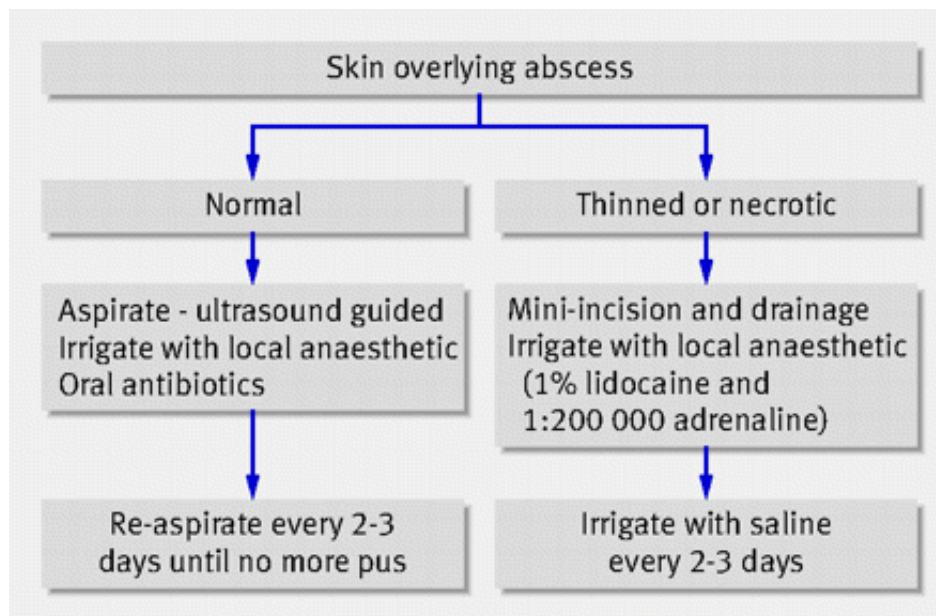 Skin overlying abscess
Normal
Thinned or necrotic
Aspirate - ultrasound guided
Irrigate with local anaesthetic
Oral antibiotics
Mini-incision and drainage
Irrigate with local anaesthetic
(1% lidocaine and
1:200 000 adrenaline)
Re-aspirate every 2-3
days until no more pus
Irrigate with saline
every 2-3 days